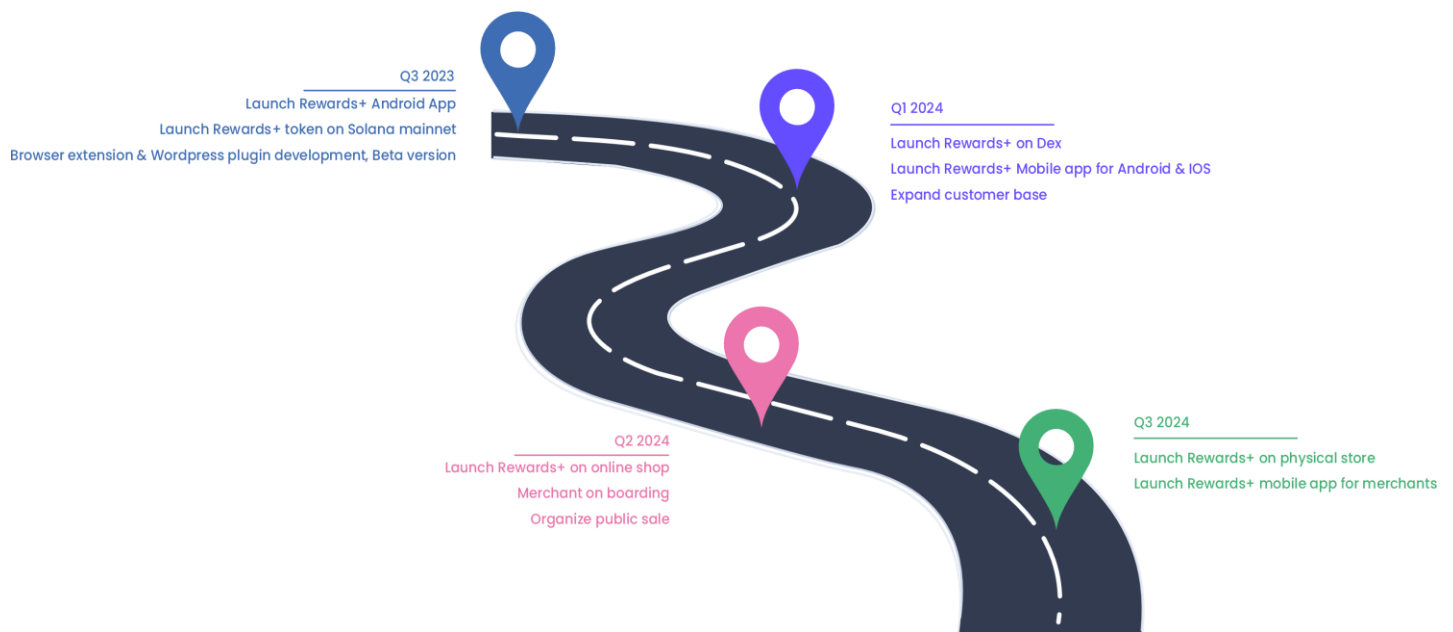 Q3 2023
Launch Rewards+ Android App
Launch Rewards+ token on Solana mainnet
Browser extension & Wordpress plugin development, Beta version
Q1 2024
Launch Rewards+ on Dex
Launch Rewards+ Mobile app for Android & IOS
Expand customer base
Q2 2024
Launch Rewards+ on online shop
Merchant on boarding
Organize public sale
Q3 2024
Launch Rewards+ on physical store
Launch Rewards+ mobile app for merchants